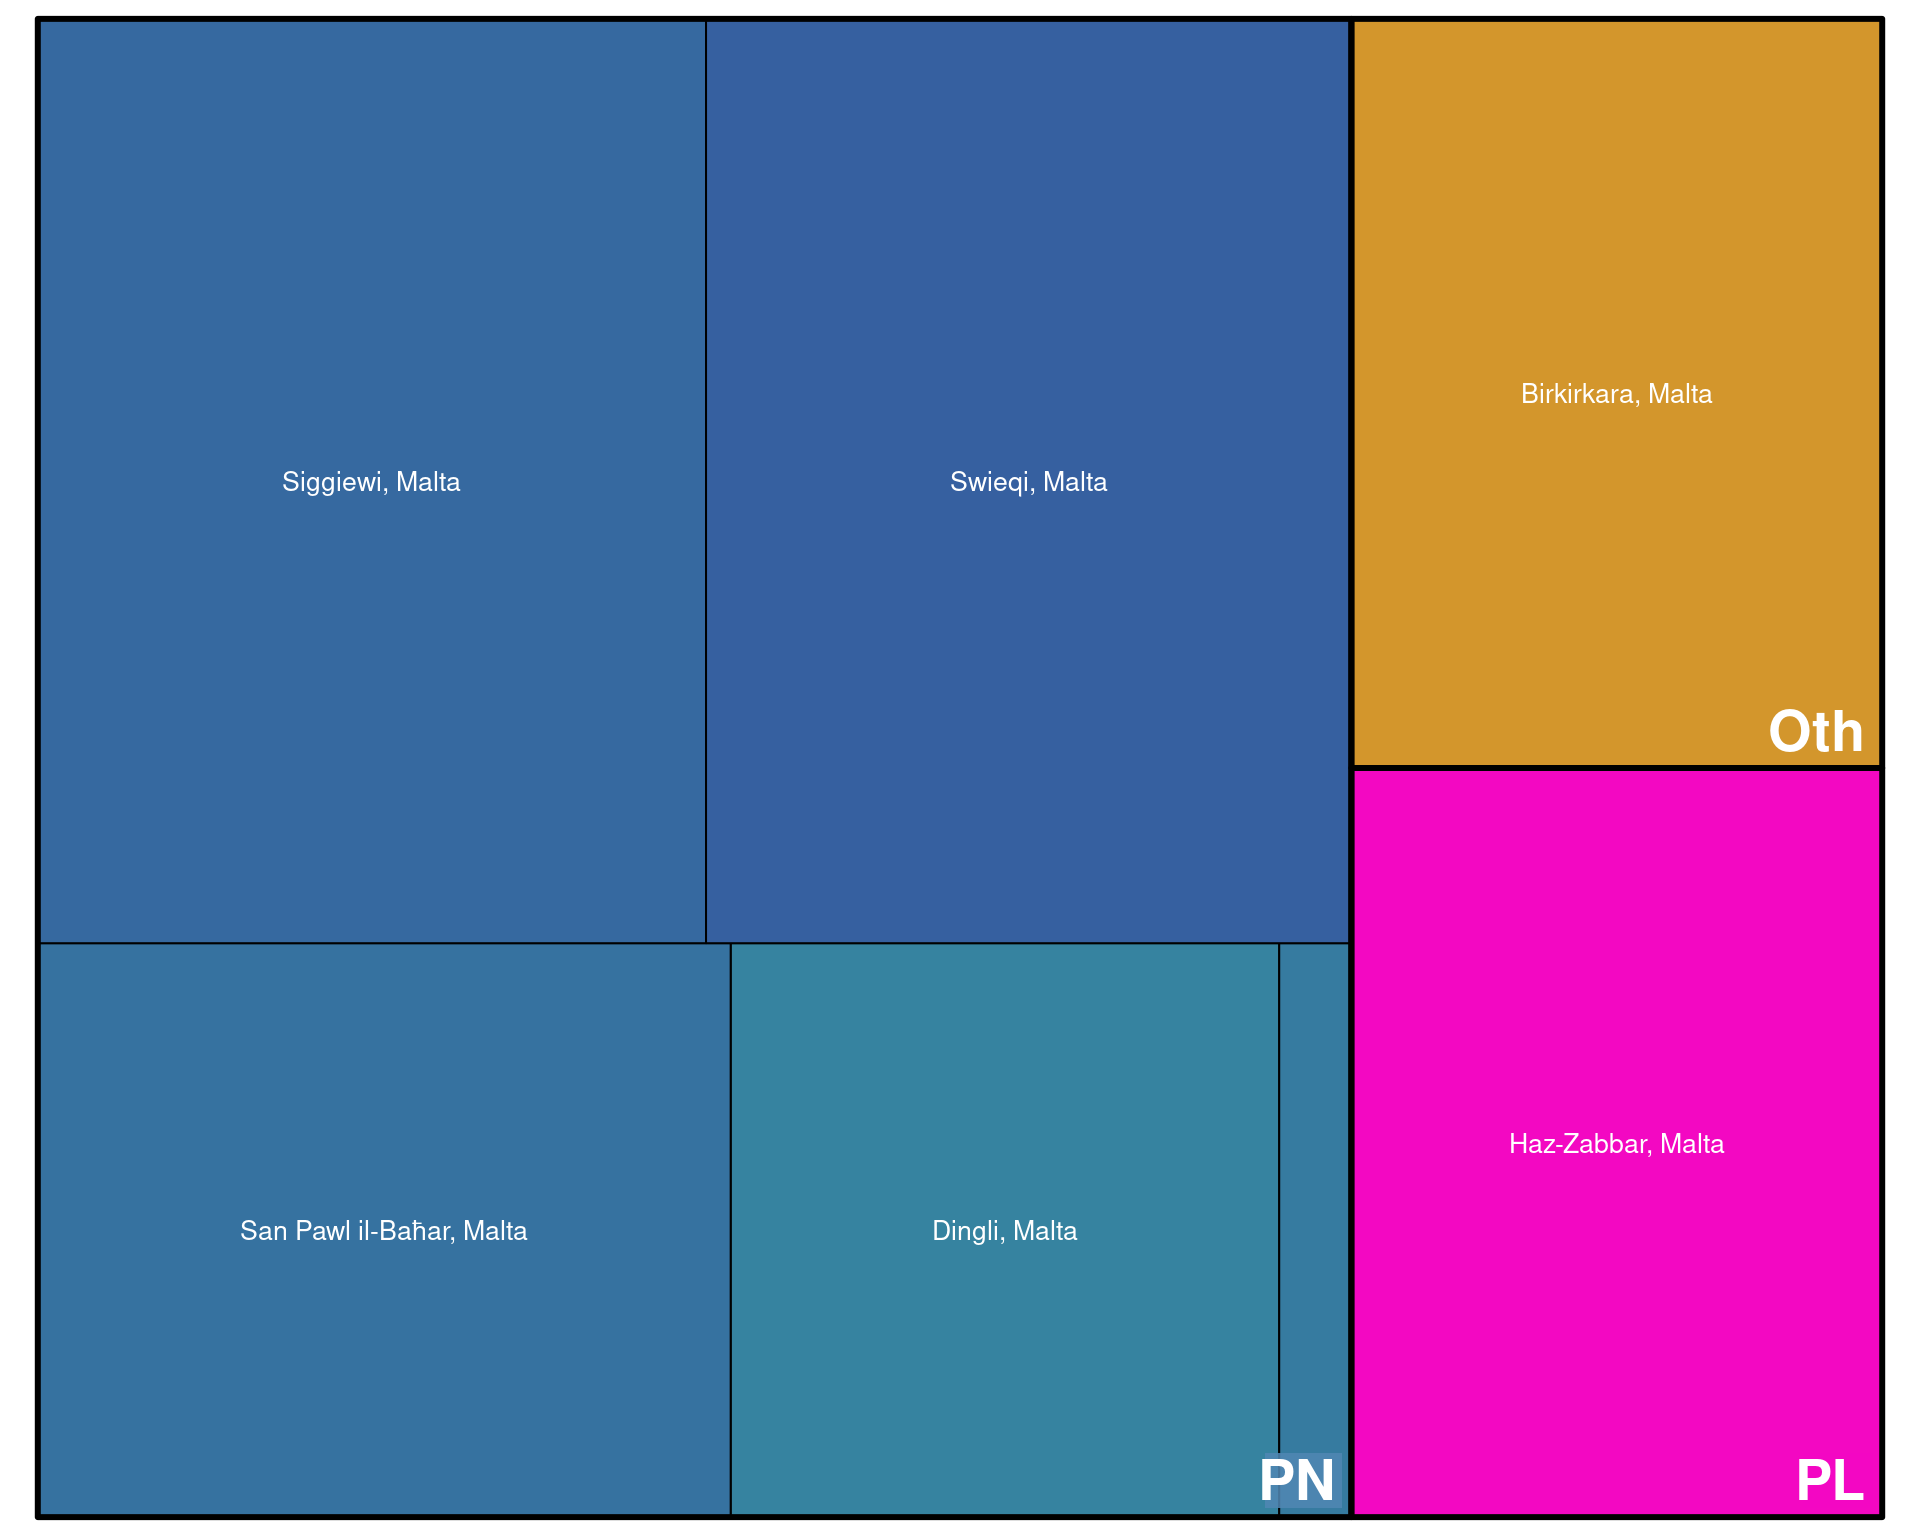 Siggiewi, Malta
Swieqi, Malta
Birkirkara, Malta
Oth
San Pawl il-Baħar, Malta
Dingli, Malta
PN
Haz-Zabbar, Malta
PL